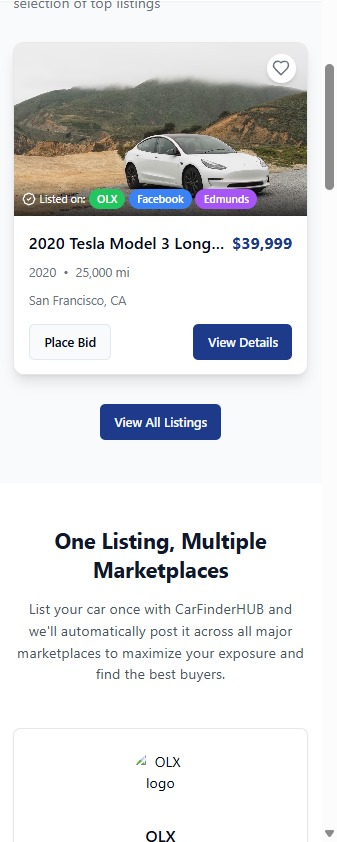 selection of top listings
Listed on: OLX Facebook Edmunds
2020 Tesla Model 3 Long... $39,999
2020 • 25,000 mi
San Francisco, CA
Place Bid View Details
View All Listings
One Listing, Multiple
Marketplaces
List your car once with CarFinderHUB and
we'll automatically post it across all major
marketplaces to maximize your exposure and
find the best buyers.
OLX
logo
OLX